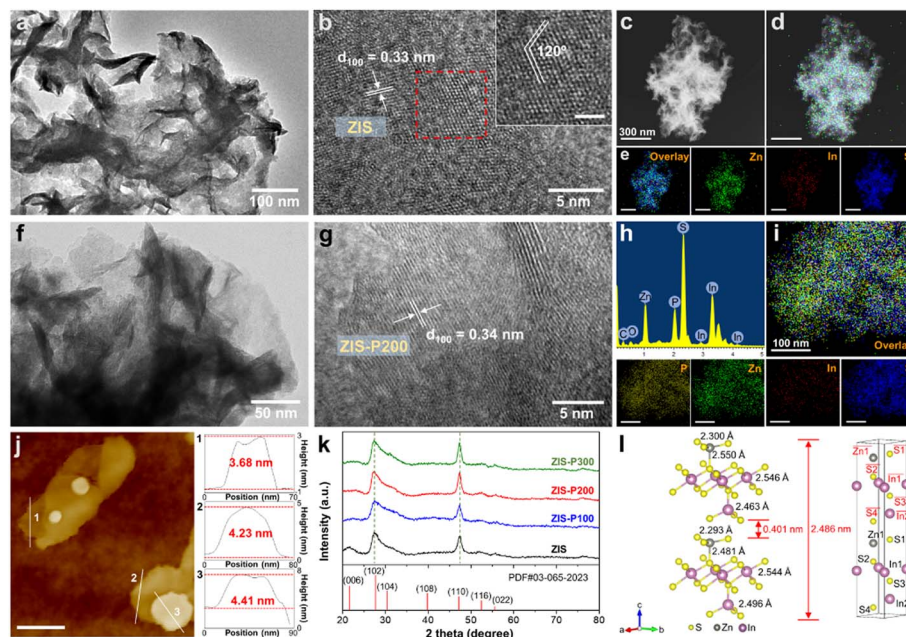 a
100 nm
b
d100 = 0.33 nm
ZIS
120°
5 nm
c
300 nm
d
e
Overlay
Zn
In
S
f
50 nm
g
ZIS-P200
d100 = 0.34 nm
5 nm
h
C
O
Zn
P
S
In
In
In
1 2 3 4 5
i
100 nm
Overla
P
Zn
In
j
1
2
3
1
3.68 nm
3
1
Height (nm)
Position (nm) 70
2
4.23 nm
Height (nm)
Position (nm)
3
4.41 nm
8
Height (nm)
Position (nm) 90
k
Intensity (a.u.)
ZIS-P300
ZIS-P200
ZIS-P100
ZIS
PDF#03-065-2023
(006)
(102)
(104)
(108)
(110)
(116)
(022)
20 30 40 50 60 70 80
2 theta (degree)
l
2.300 Å
2.550 Å
2.546 Å
2.463 Å
0.401 nm
2.486 nm
2.293 Å
2.481 Å
2.544 Å
2.496 Å
c
a
b
S Zn In
Zn1
S1
S2
In1
S3
In2
S4
Zn1
S1
S2
In1
S3
S4
In2